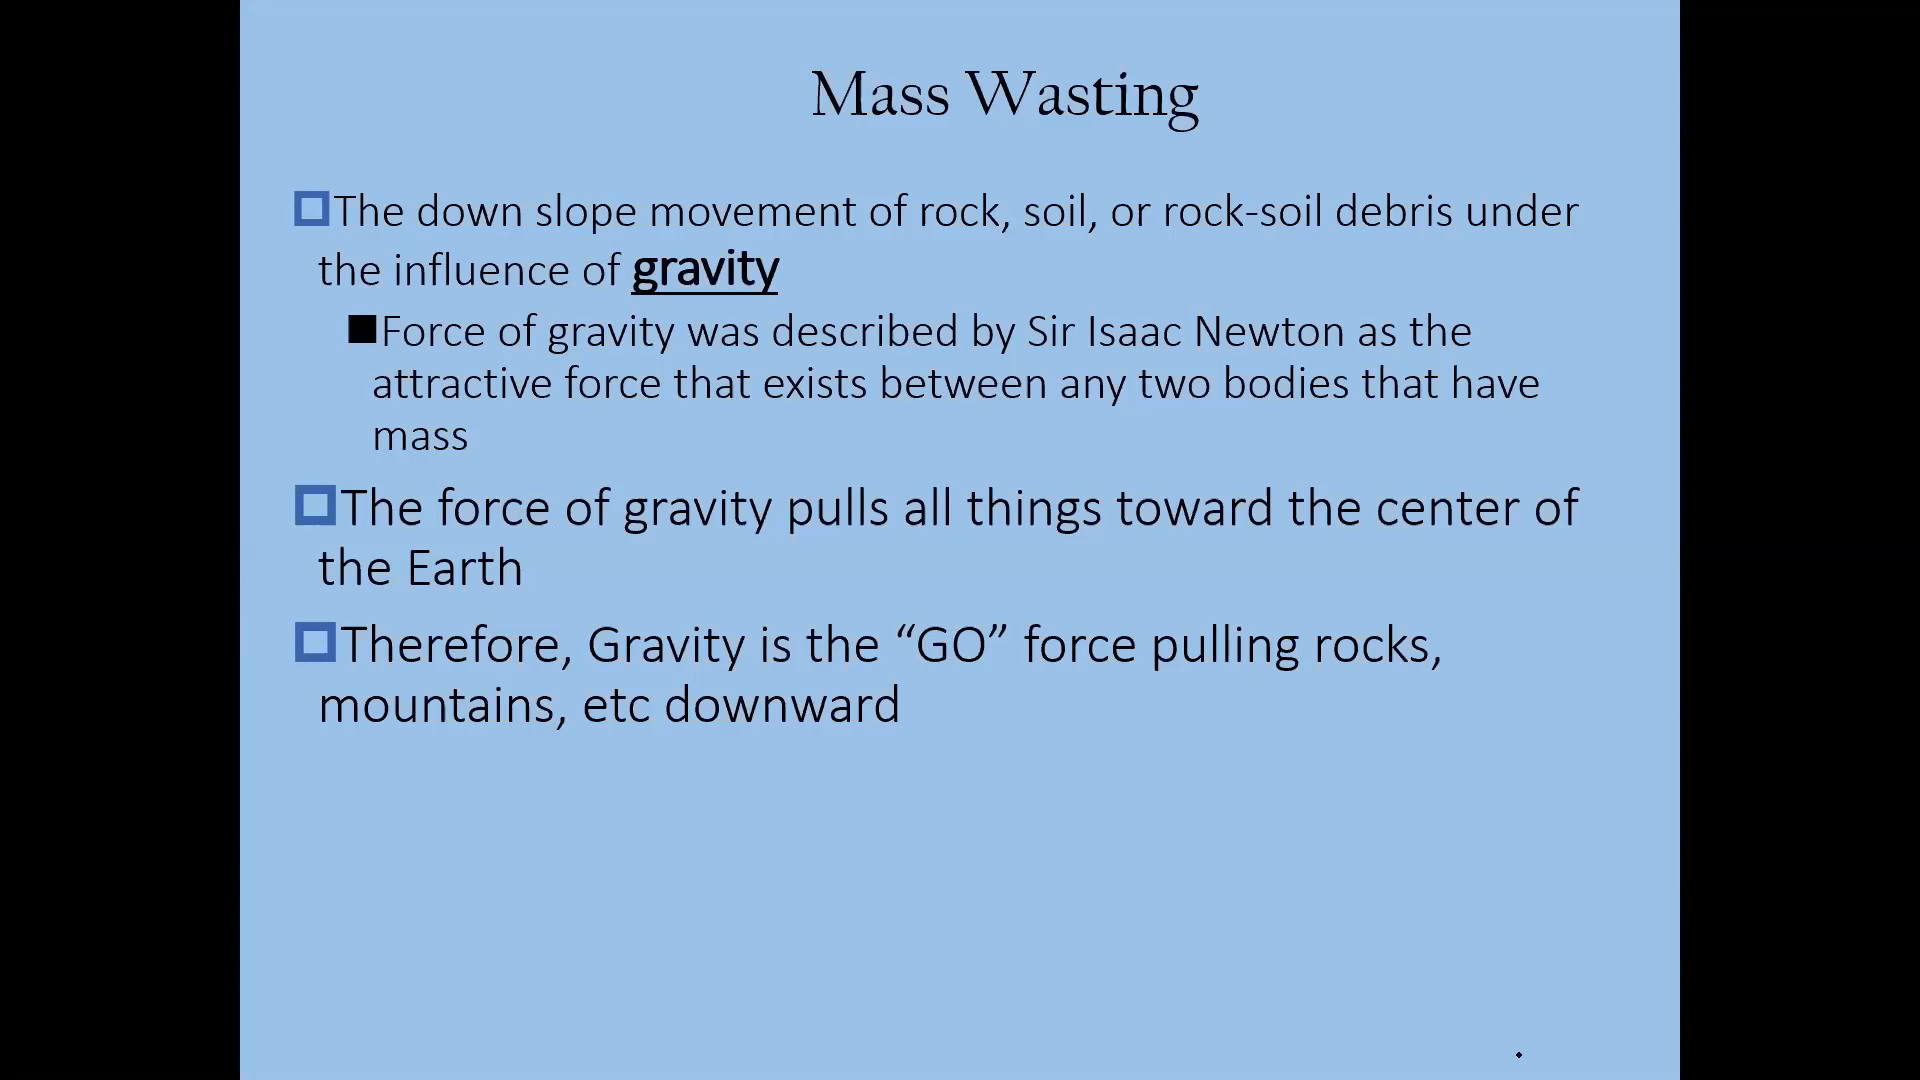 Mass Wasting
The down slope movement of rock, soil, or rock-soil debris under
the influence of gravity
Force of gravity was described by Sir Isaac Newton as the
attractive force that exists between any two bodies that have
mass
The force of gravity pulls all things toward the center of
the Earth
Therefore, Gravity is the “GO” force pulling rocks,
mountains, etc downward